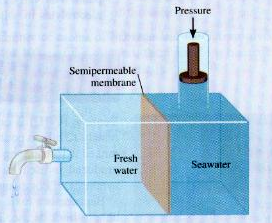 Pressure
Semipermeable
membrane
Fresh
water
Seawater